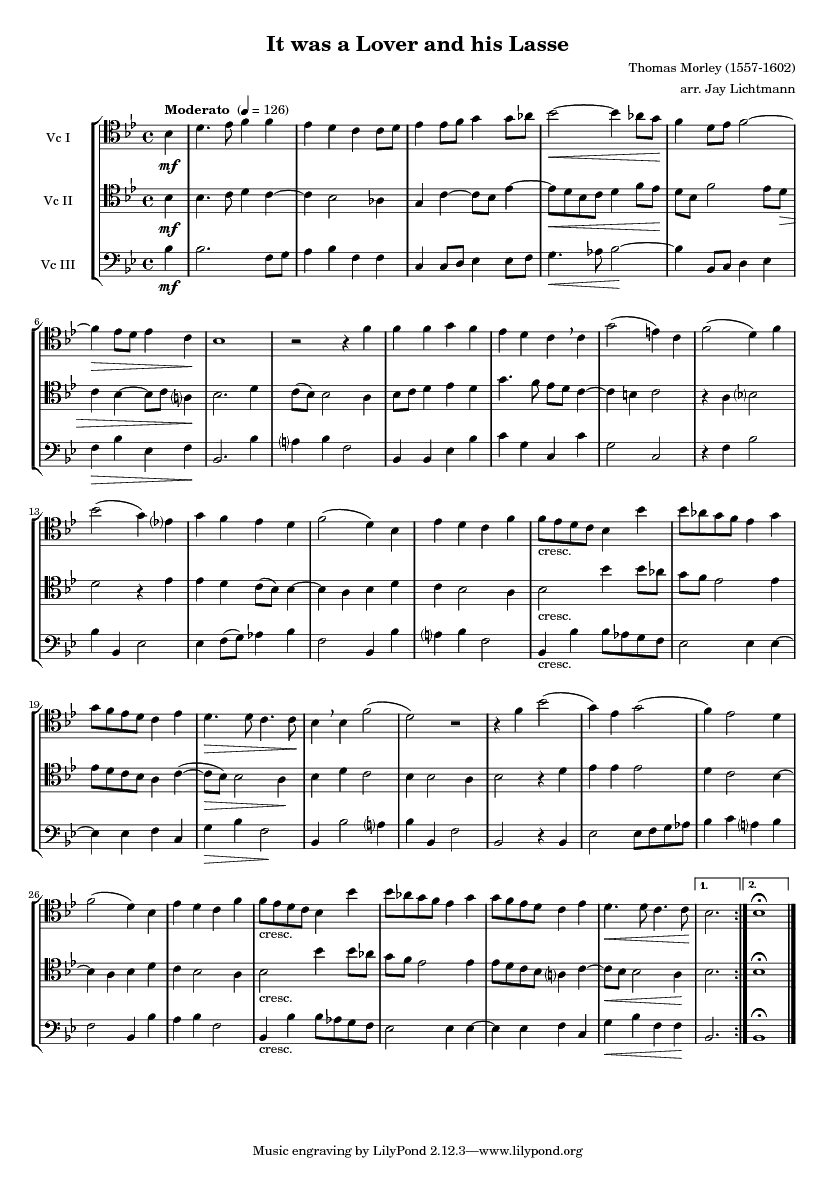 It was a Lover and his Lasse
Thomas Morley (1557-1602)
arr. Jay Lichtmann
Moderato (♩ = 126)
Vc I
mf
Vc II
mf
Vc III
mf
6
13
cresc.
cresc.
cresc.
19
26
1.
2.
cresc.
cresc.
cresc.
Music engraving by LilyPond 2.12.3—www.lilypond.org